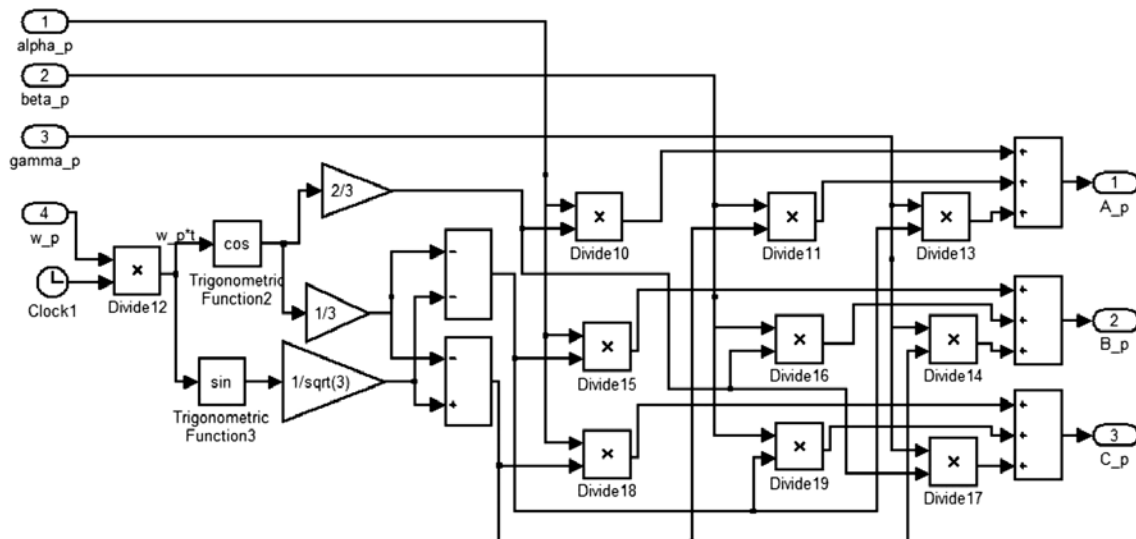 1
alpha_p
2
beta_p
3
gamma_p
4
w_p
Clock1
×
Divide12
w_p*t
cos
Trigonometric
Function2
sin
Trigonometric
Function3
2/3
1/3
1/sqrt(3)
-
-
-
+
×
Divide10
×
Divide11
×
Divide13
×
Divide15
×
Divide16
×
Divide14
×
Divide18
×
Divide19
×
Divide17
+
+
+
+
+
+
+
+
+
1
A_p
2
B_p
3
C_p